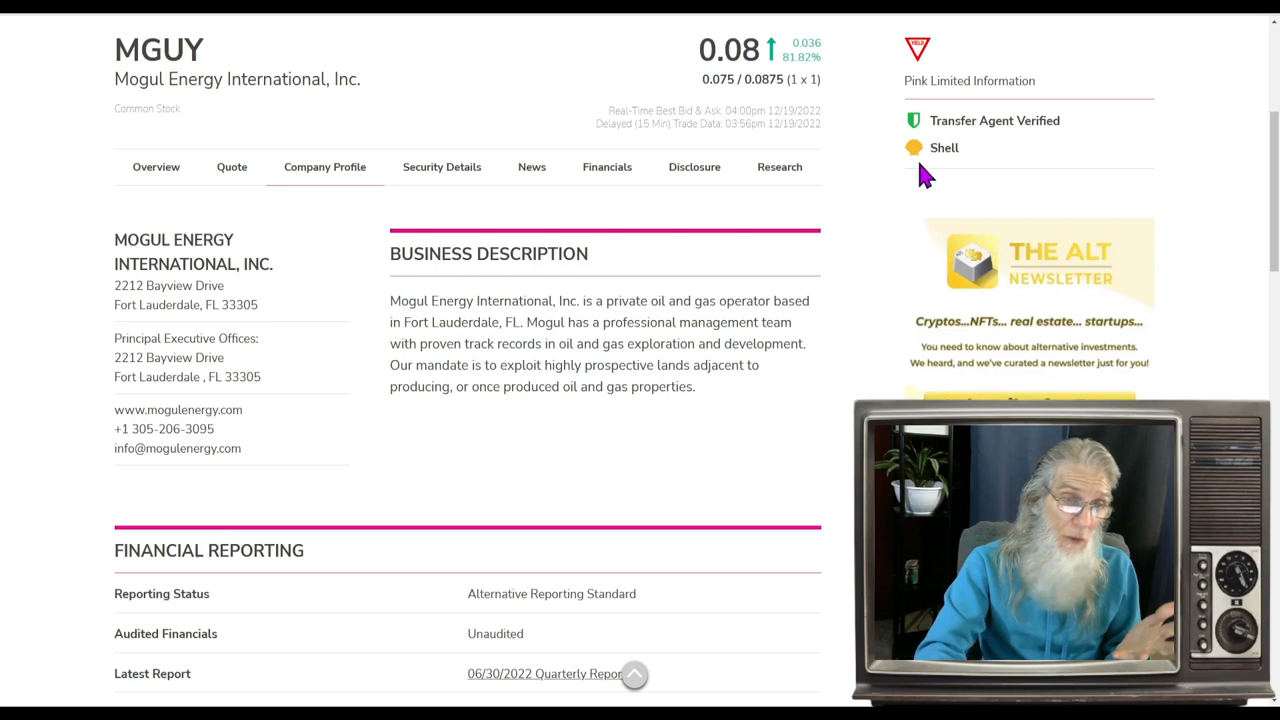 MGUY
Mogul Energy International, Inc.
Common Stock
0.08
0.036
81.82%
0.075 / 0.0875 (1 x 1)
Real-Time Best Bid & Ask: 04:00pm 12/19/2022
Delayed (15 Min) Trade Data: 03:56pm 12/19/2022
YIELD
Pink Limited Information
Transfer Agent Verified
Shell
Overview Quote Company Profile Security Details News Financials Disclosure Research
MOGUL ENERGY
INTERNATIONAL, INC.
2212 Bayview Drive
Fort Lauderdale, FL 33305
Principal Executive Offices:
2212 Bayview Drive
Fort Lauderdale , FL 33305
www.mogulenergy.com
+1 305-206-3095
info@mogulenergy.com
BUSINESS DESCRIPTION
Mogul Energy International, Inc. is a private oil and gas operator based
in Fort Lauderdale, FL. Mogul has a professional management team
with proven track records in oil and gas exploration and development.
Our mandate is to exploit highly prospective lands adjacent to
producing, or once produced oil and gas properties.
THE ALT
NEWSLETTER
Cryptos...NFTs... real estate... startups...
You need to know about alternative investments.
We heard, and we've curated a newsletter just for you!
FINANCIAL REPORTING
Reporting Status Alternative Reporting Standard
Audited Financials Unaudited
Latest Report 06/30/2022 Quarterly Repor